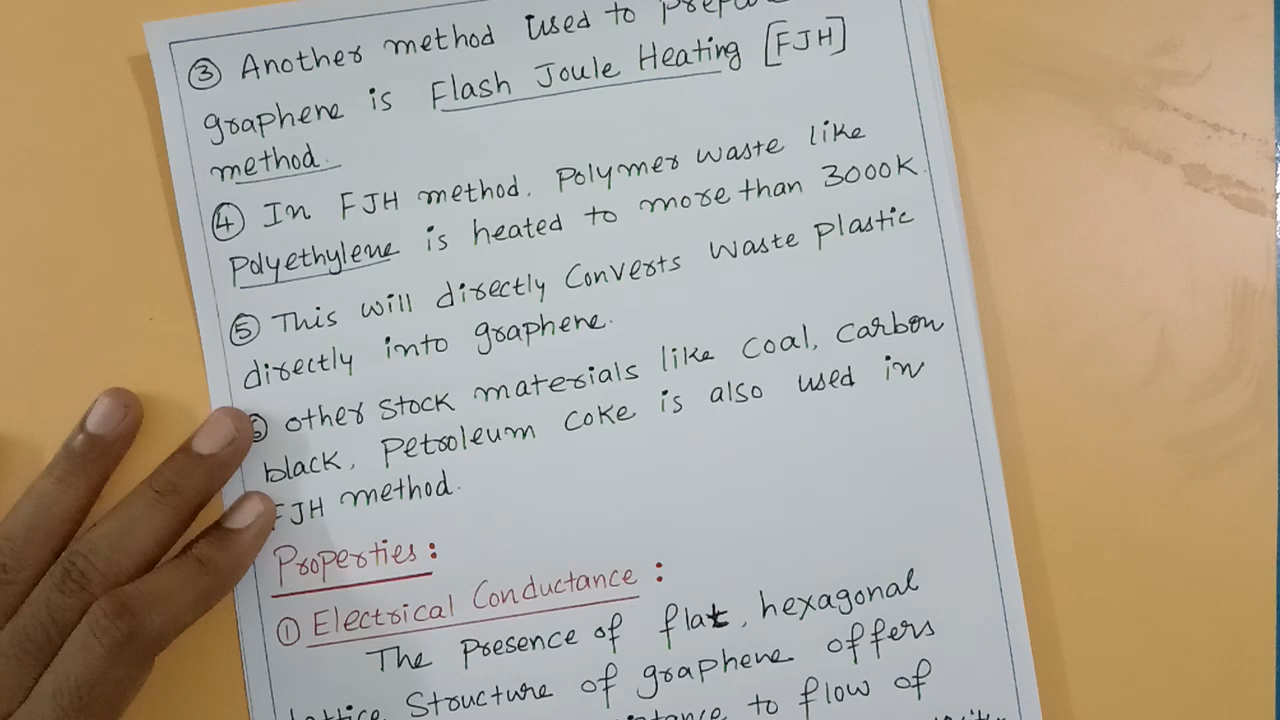 ③ Another method used to
graphene is Flash Joule Heating [FJH]
method.
④ In FJH method. Polymer waste like
Polyethylene is heated to more than 3000K.
⑤ This will directly Converts waste plastic
directly into graphene.
other stock materials like coal, carbon
black, Petroleum coke is also used in
FJH method.
Properties:
① Electrical Conductance:
The Presence of flat, hexagonal
lattice Structure of graphene offers
to flow of